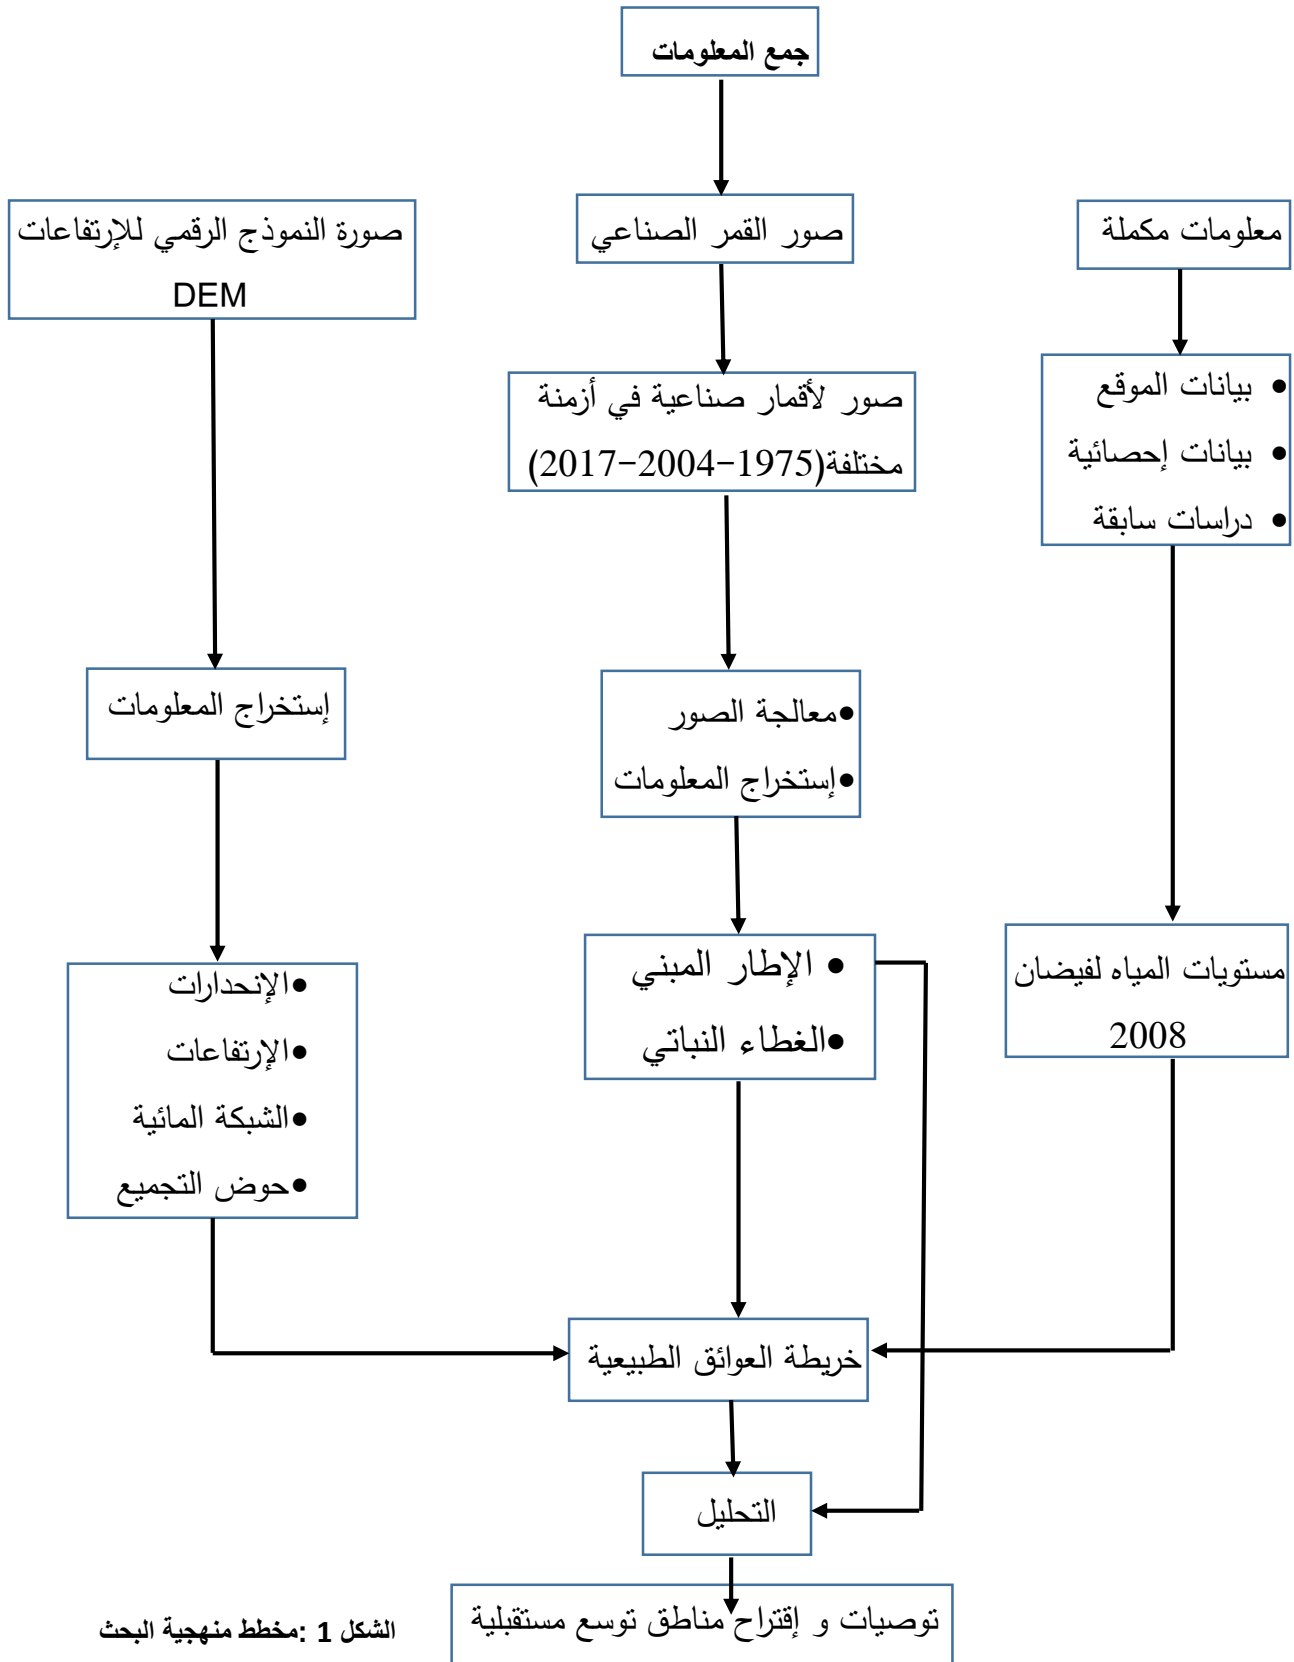 جمع المعلومات
معلومات مكملة
صور القمر الصناعي
صورة النموذج الرقمي للإرتفاعات
DEM
• بيانات الموقع
• بيانات إحصائية
• دراسات سابقة
صور لأقمار صناعية في أزمنة
مختلفة(1975-2004-2017)
•معالجة الصور
•إستخراج المعلومات
إستخراج المعلومات
مستويات المياه لفيضان
2008
• الإطار المبني
•الغطاء النباتي
•الإنحدارات
•الإرتفاعات
•الشبكة المائية
•حوض التجميع
خريطة العوائق الطبيعية
التحليل
توصيات و إقتراح مناطق توسع مستقبلية
الشكل 1 :مخطط منهجية البحث